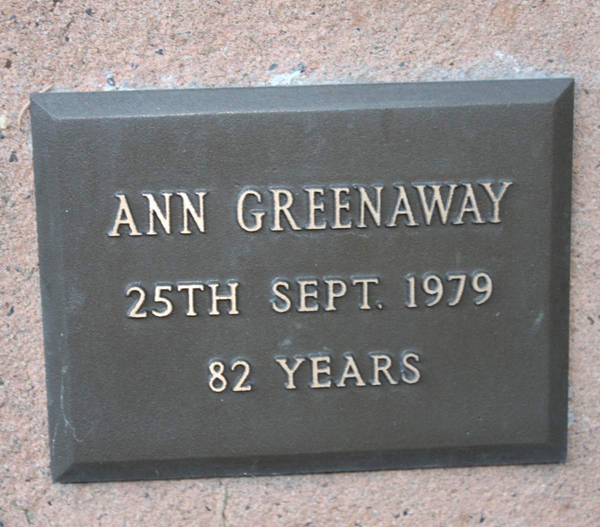 ANN GREENAWAY
25TH SEPT. 1979
82 YEARS